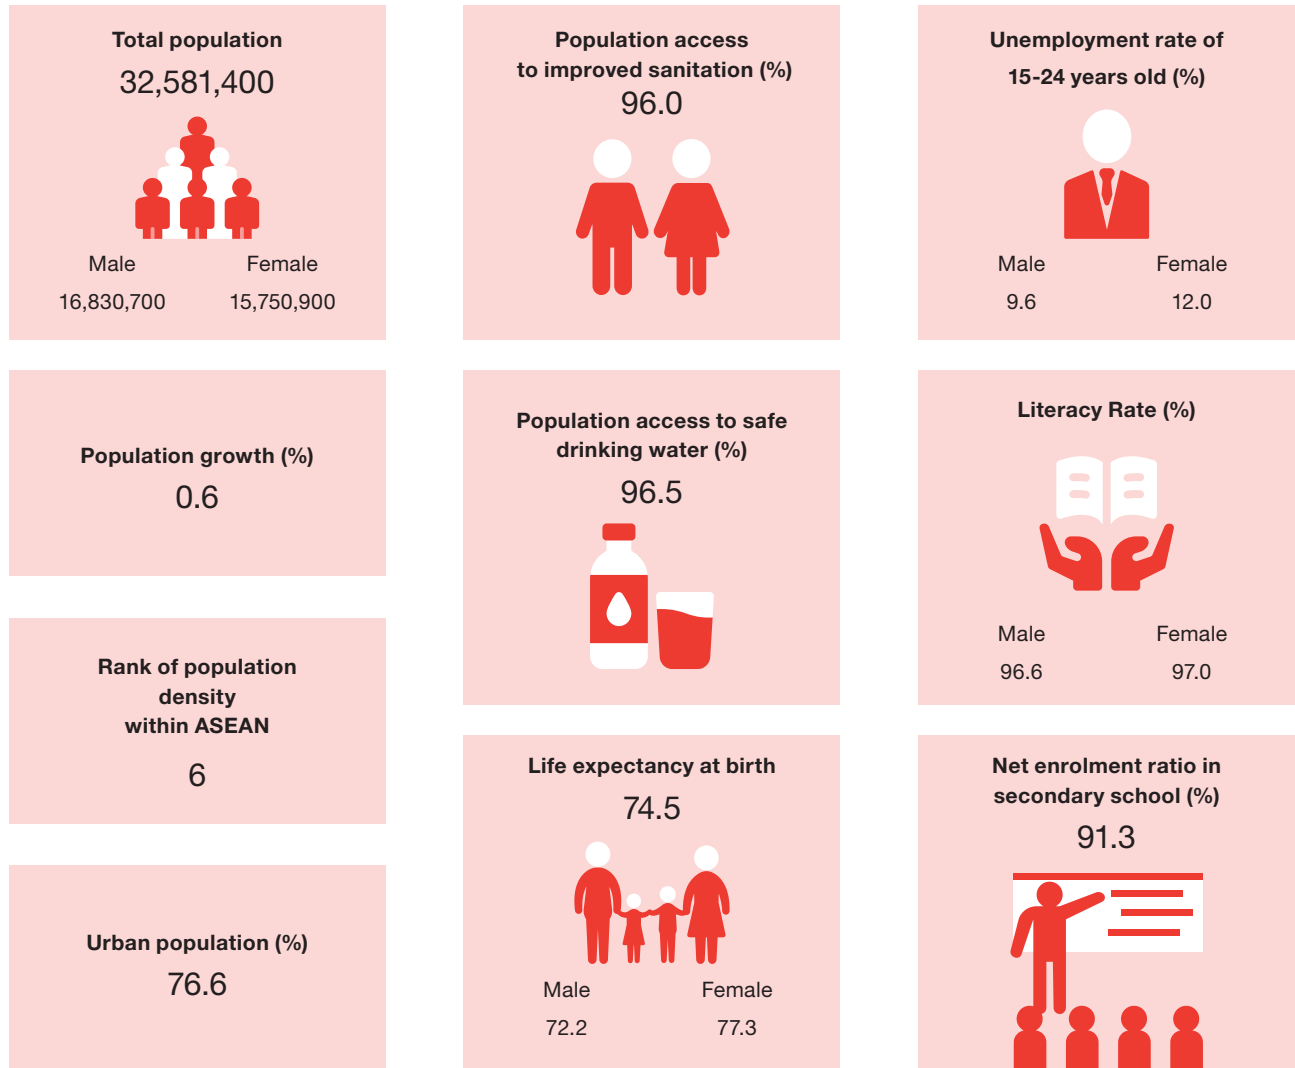 Total population
32,581,400
Male Female
16,830,700 15,750,900
Population growth (%)
0.6
Rank of population
density
within ASEAN
6
Urban population (%)
76.6
Population access
to improved sanitation (%)
96.0
Population access to safe
drinking water (%)
96.5
Life expectancy at birth
74.5
Male Female
72.2 77.3
Unemployment rate of
15-24 years old (%)
Male Female
9.6 12.0
Literacy Rate (%)
Male Female
96.6 97.0
Net enrolment ratio in
secondary school (%)
91.3